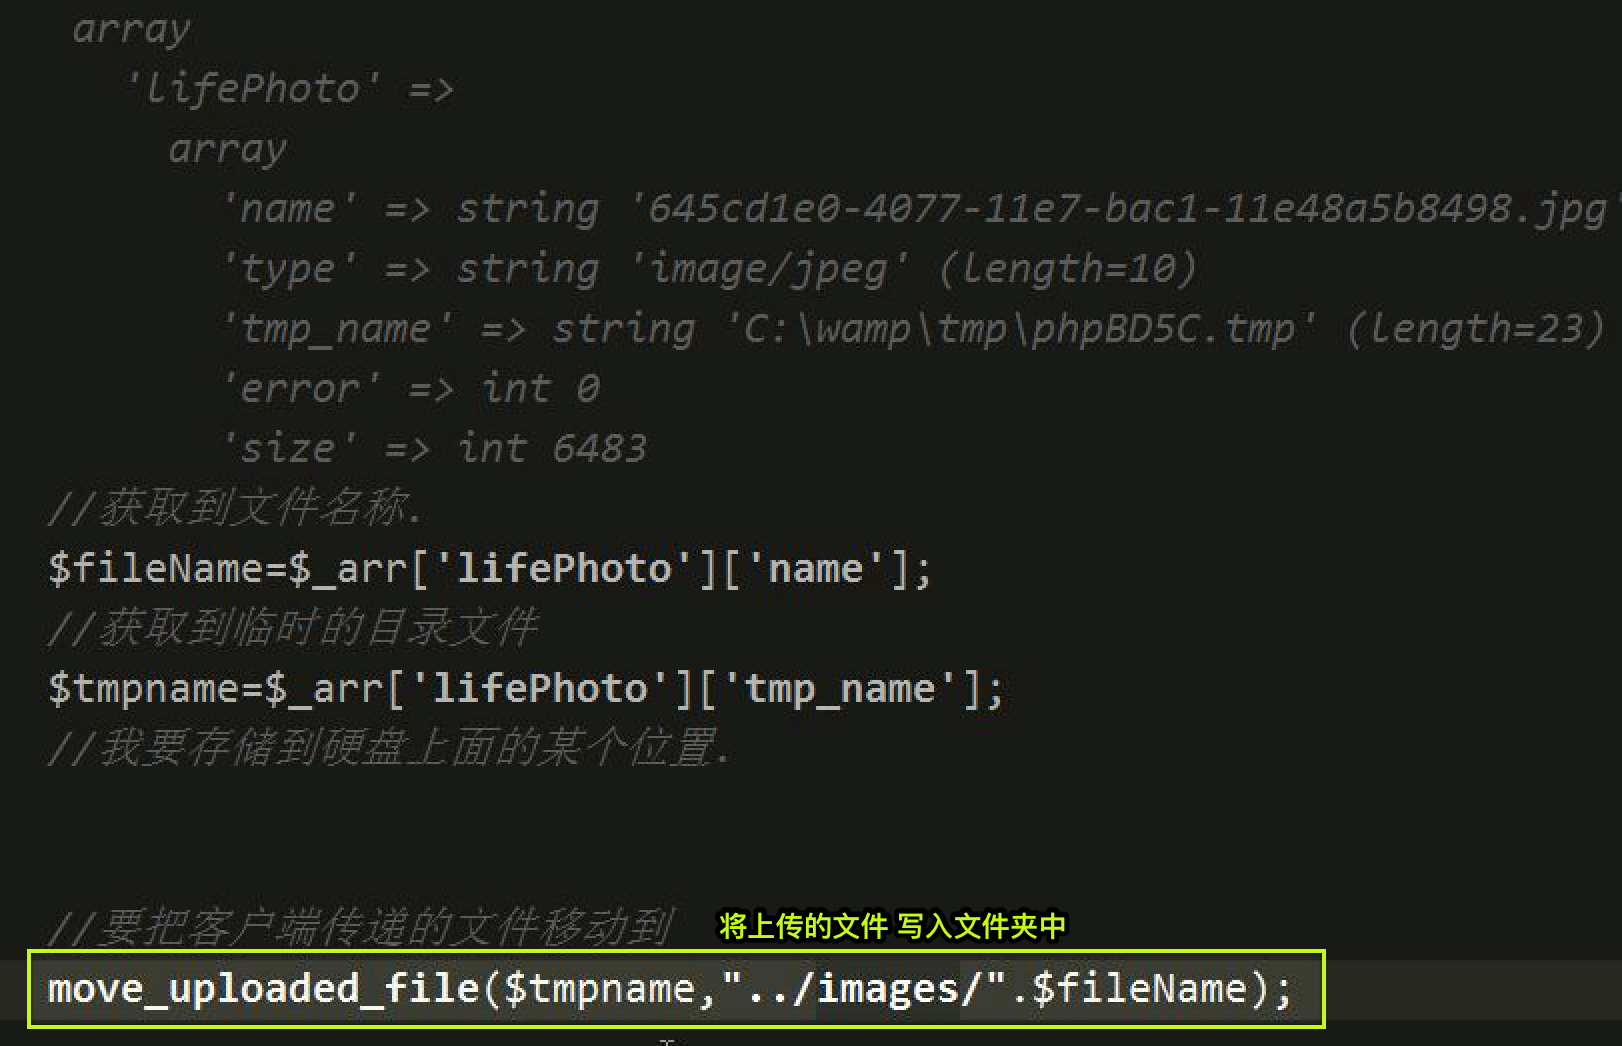 array
'lifePhoto' =>
array
'name' => string '645cd1e0-4077-11e7-bac1-11e48a5b8498.jpg'
'type' => string 'image/jpeg' (length=10)
'tmp_name' => string 'C:\wamp\tmp\phpBD5C.tmp' (length=23)
'error' => int 0
'size' => int 6483
//获取到文件名称.
$fileName=$_arr['lifePhoto']['name'];
//获取到临时的目录文件
$tmpname=$_arr['lifePhoto']['tmp_name'];
//我要存储到硬盘上面的某个位置.
//要把客户端传递的文件移动到 将上传的文件 写入文件夹中
move_uploaded_file($tmpname,"../images/".$fileName);